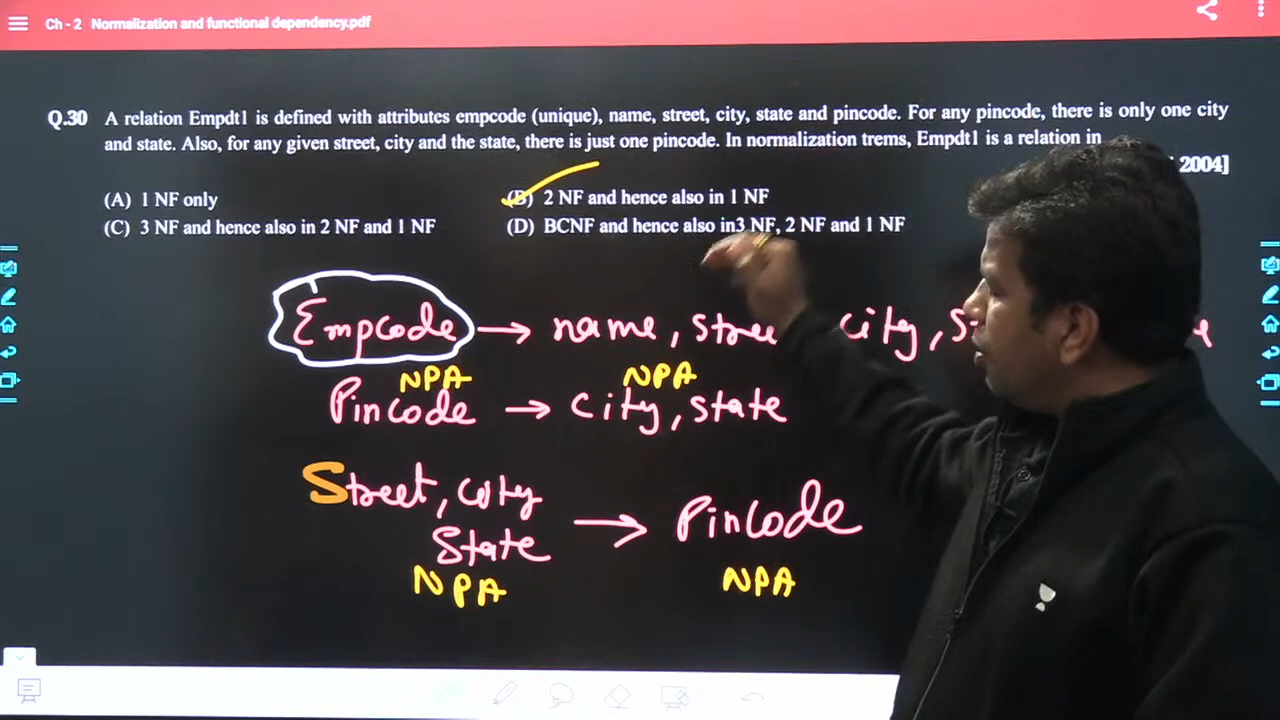 Ch - 2 Normalization and functional dependency.pdf
Q.30 A relation Empdt1 is defined with attributes empcode (unique), name, street, city, state and pincode. For any pincode, there is only one city
and state. Also, for any given street, city and the state, there is just one pincode. In normalization trems, Empdt1 is a relation in
2004]
(A) 1 NF only (B) 2 NF and hence also in 1 NF
(C) 3 NF and hence also in 2 NF and 1 NF (D) BCNF and hence also in3 NF, 2 NF and 1 NF
Empcode → name, stree city, s
NPA NPA
Pincode → city, state
Street, city
State → Pincode
NPA NPA